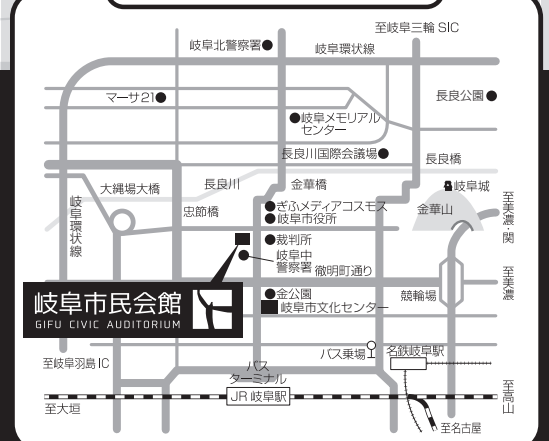 至岐阜三輪SIC
岐阜北警察署
岐阜環状線
マーサ21
長良公園
岐阜メモリアル
センター
長良川国際会議場
長良橋
大縄場大橋
長良川
金華橋
岐阜城
岐阜環状線
忠節橋
ぎふメディアコスモス
岐阜市役所
金華山
至美濃・関
裁判所
岐阜中
警察署
徹明町通り
至美濃
岐阜市民会館
GIFU CIVIC AUDITORIUM
金公園
岐阜市文化センター
競輪場
至岐阜羽島IC
バス乗場
名鉄岐阜駅
バス
ターミナル
JR岐阜駅
至高山
至大垣
至名古屋